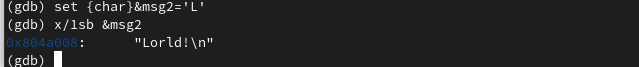 (gdb) set {char}&msg2='L'
(gdb) x/1sb &msg2
0x804a008:      "Lorld!\n"
(gdb)